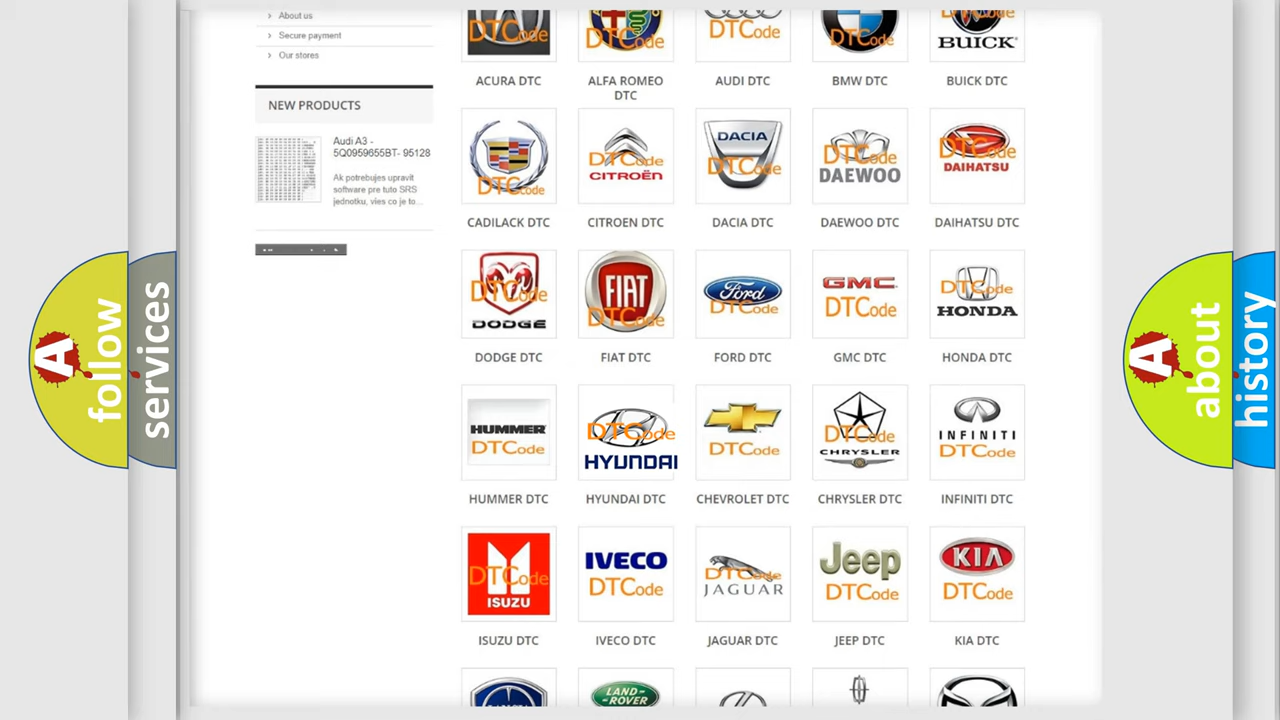 About us
Secure payment
Our stores
NEW PRODUCTS
Audi A3 -
5Q0959655BT- 95128
Ak potrebujes upravit
software pre tuto SRS
jednotku, vies co je to...
DTCode
DTCode
DTCode
DTCode
BUICK
ACURA DTC
ALFA ROMEO
DTC
AUDI DTC
BMW DTC
BUICK DTC
DTCode
DTCode
CITROËN
DACIA
DTCode
DTCode
DAEWOO
DTCode
DAIHATSU
CADILACK DTC
CITROEN DTC
DACIA DTC
DAEWOO DTC
DAIHATSU DTC
DTCode
DODGE
FIAT
DTCode
Ford
DTCode
GMC
DTCode
DTCode
HONDA
DODGE DTC
FIAT DTC
FORD DTC
GMC DTC
HONDA DTC
HUMMER
DTCode
DTCode
HYUNDAI
DTCode
DTCode
CHRYSLER
INFINITI
DTCode
HUMMER DTC
HYUNDAI DTC
CHEVROLET DTC
CHRYSLER DTC
INFINITI DTC
DTCode
ISUZU
IVECO
DTCode
DTCode
JAGUAR
Jeep
DTCode
KIA
DTCode
ISUZU DTC
IVECO DTC
JAGUAR DTC
JEEP DTC
KIA DTC
LAND-
ROVER
A
follow
services
A
about
history